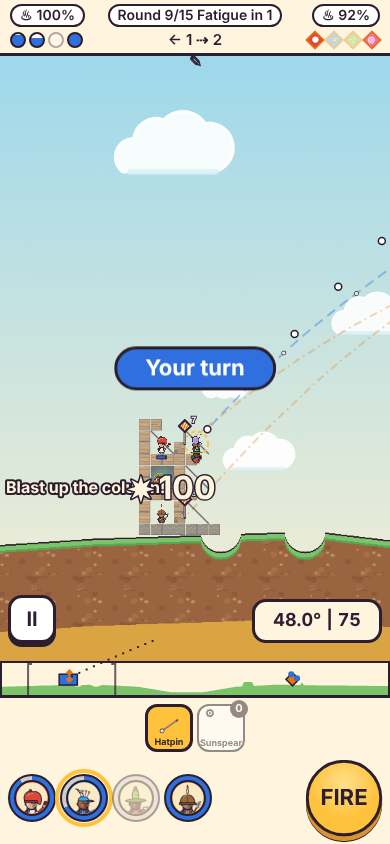 100%
Round 9/15 Fatigue in 1
92%
← 1 ⇢ 2
Your turn
7
Blast up the col
100
II
48.0° | 75
Hatpin
Sunspear
0
FIRE